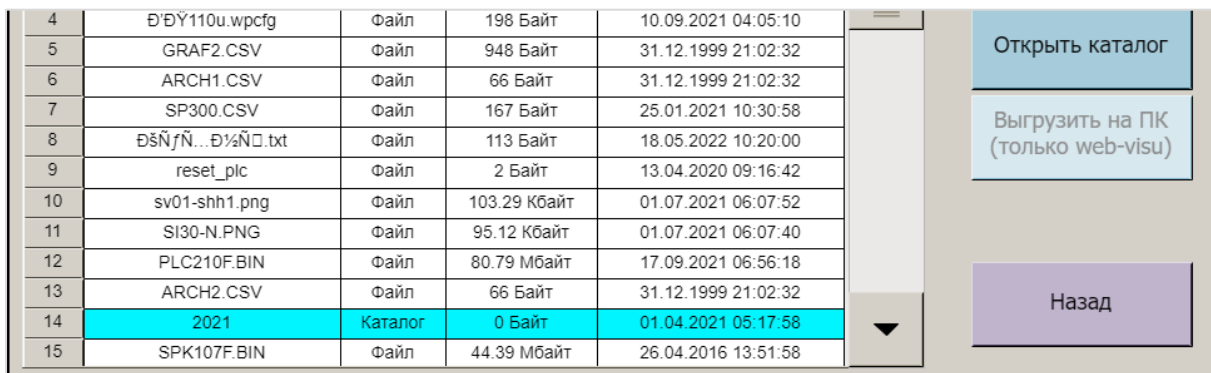 4 Ð’ÐŸ110u.wpcfg Файл 198 Байт 10.09.2021 04:05:10
5 GRAF2.CSV Файл 948 Байт 31.12.1999 21:02:32
Открыть каталог
6 ARCH1.CSV Файл 66 Байт 31.12.1999 21:02:32
7 SP300.CSV Файл 167 Байт 25.01.2021 10:30:58
Выгрузить на ПК
(только web-visu)
8 ÐšÑƒÑ…Ð½Ñ□.txt Файл 113 Байт 18.05.2022 10:20:00
9 reset_plc Файл 2 Байт 13.04.2020 09:16:42
10 sv01-shh1.png Файл 103.29 Кбайт 01.07.2021 06:07:52
11 SI30-N.PNG Файл 95.12 Кбайт 01.07.2021 06:07:40
12 PLC210F.BIN Файл 80.79 Мбайт 17.09.2021 06:56:18
13 ARCH2.CSV Файл 66 Байт 31.12.1999 21:02:32
Назад
14 2021 Каталог 0 Байт 01.04.2021 05:17:58
15 SPK107F.BIN Файл 44.39 Мбайт 26.04.2016 13:51:58